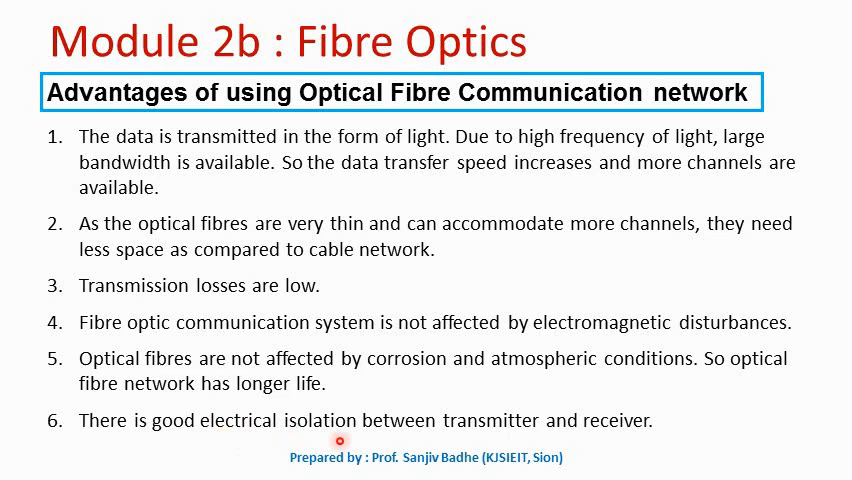 Module 2b : Fibre Optics
Advantages of using Optical Fibre Communication network
1. The data is transmitted in the form of light. Due to high frequency of light, large
bandwidth is available. So the data transfer speed increases and more channels are
available.
2. As the optical fibres are very thin and can accommodate more channels, they need
less space as compared to cable network.
3. Transmission losses are low.
4. Fibre optic communication system is not affected by electromagnetic disturbances.
5. Optical fibres are not affected by corrosion and atmospheric conditions. So optical
fibre network has longer life.
6. There is good electrical isolation between transmitter and receiver.
Prepared by : Prof. Sanjiv Badhe (KJSIEIT, Sion)